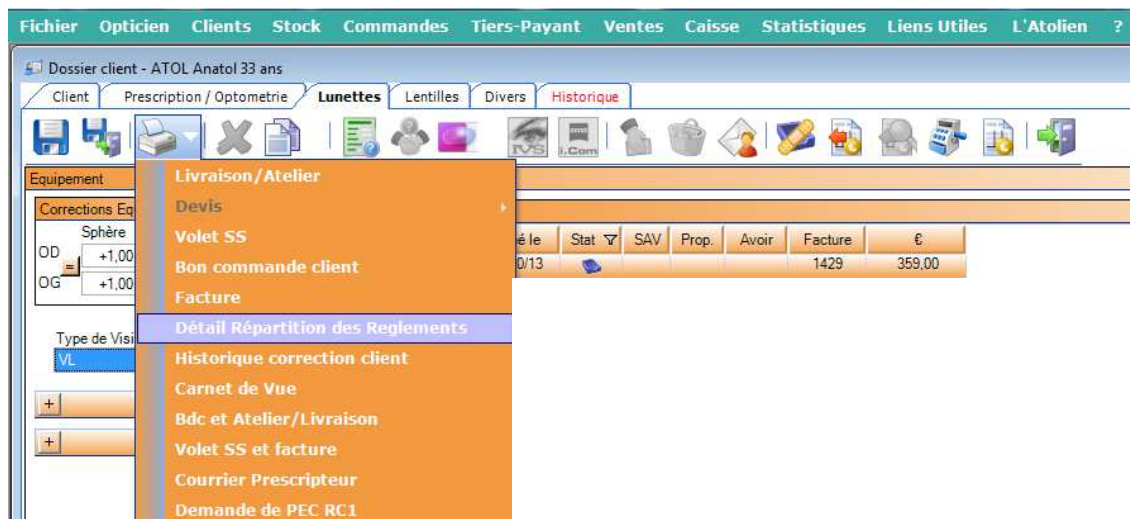 Fichier Opticien Clients Stock Commandes Tiers-Payant Ventes Caisse Statistiques Liens Utiles L'Atolien ?
Dossier client - ATOL Anatol 33 ans
Client Prescription / Optometrie Lunettes Lentilles Divers Historique
IVS i.Com
Equipement
Corrections Eq
Sphère
OD +1,00
=
OG +1,00
Type de Visi
VL
+
+
Livraison/Atelier
Devis
Volet SS
Bon commande client
Facture
Détail Répartition des Reglements
Historique correction client
Carnet de Vue
Bdc et Atelier/Livraison
Volet SS et facture
Courrier Prescripteur
Demande de PEC RC1
é le Stat SAV Prop. Avoir Facture €
0/13 1429 359,00